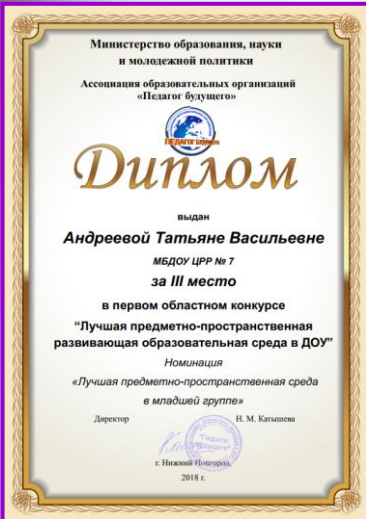 Министерство образования, науки
и молодежной политики
Ассоциация образовательных организаций
«Педагог будущего»
ПЕДАГОГ БУДУЩЕГО
Диплом
выдан
Андреевой Татьяне Васильевне
МБДОУ ЦРР № 7
за III место
в первом областном конкурсе
“Лучшая предметно-пространственная
развивающая образовательная среда в ДОУ”
Номинация
«Лучшая предметно-пространственная среда
в младшей группе»
Директор Н. М. Катышева
"Педагог
будущего"
г. Нижний Новгород,
2018 г.